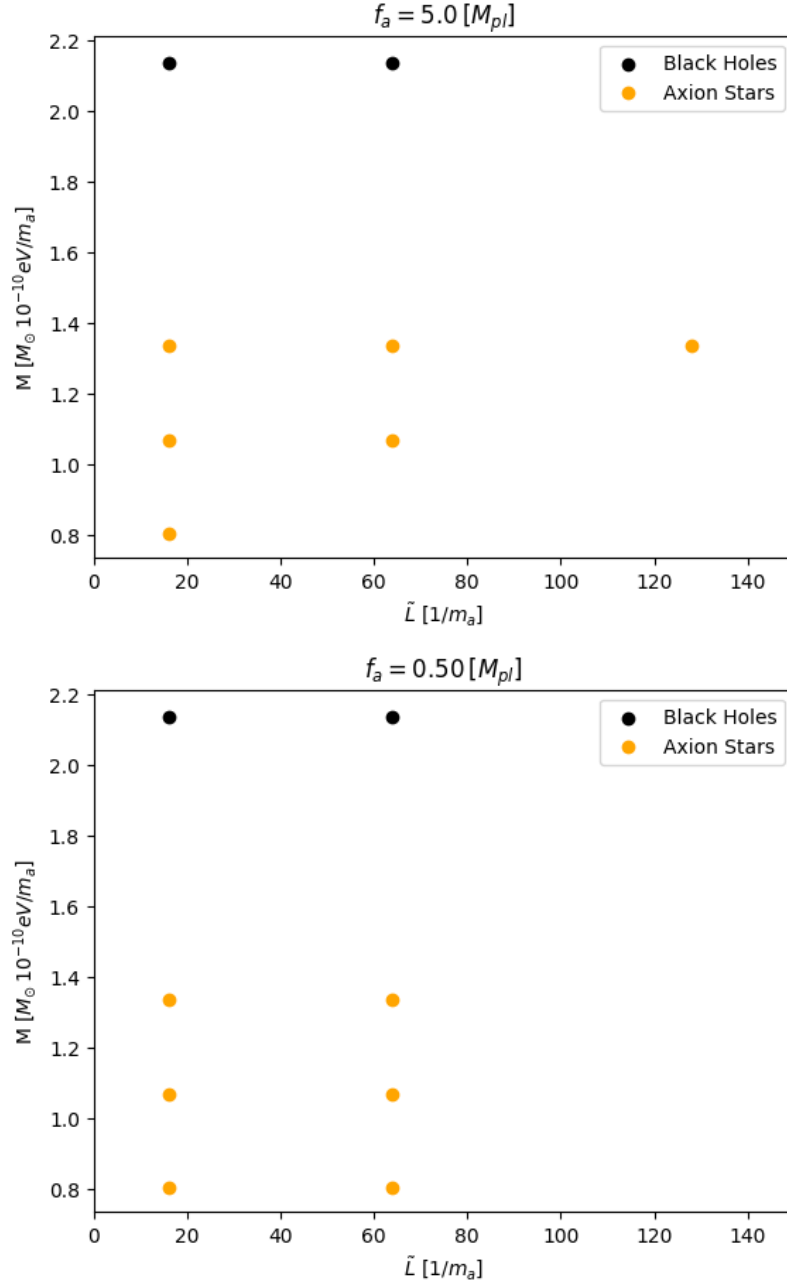 f_a = 5.0 [M_{pl}]
2.2
2.0
1.8
1.6
1.4
1.2
1.0
0.8
M [M_⊙ 10^{-10} eV/m_a]
Black Holes
Axion Stars
0 20 40 60 80 100 120 140
L̃ [1/m_a]
f_a = 0.50 [M_{pl}]
2.2
2.0
1.8
1.6
1.4
1.2
1.0
0.8
M [M_⊙ 10^{-10} eV/m_a]
Black Holes
Axion Stars
0 20 40 60 80 100 120 140
L̃ [1/m_a]